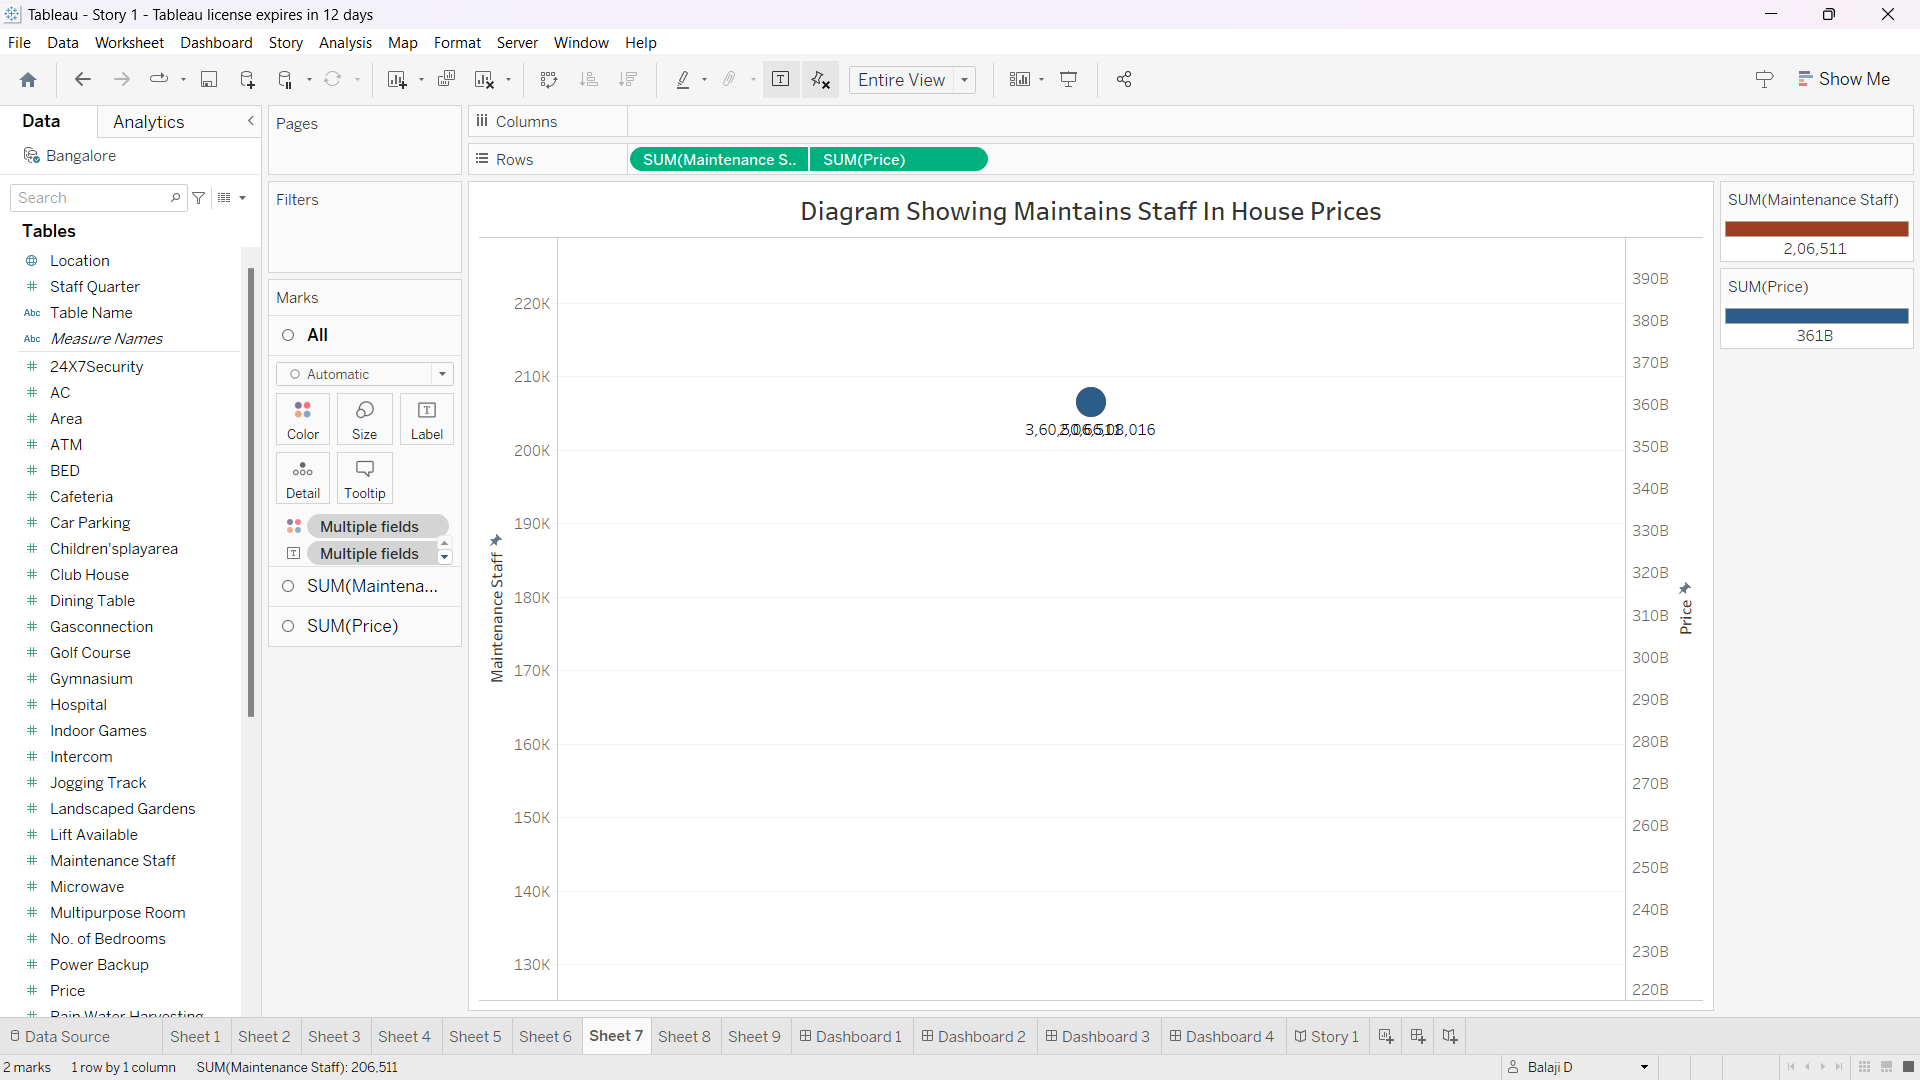 Tableau - Story 1 - Tableau license expires in 12 days
File Data Worksheet Dashboard Story Analysis Map Format Server Window Help
Entire View
Show Me
Data Analytics
Bangalore
Search
Tables
Location
Staff Quarter
Abc Table Name
Abc Measure Names
24X7Security
AC
Area
ATM
BED
Cafeteria
Car Parking
Children'splayarea
Club House
Dining Table
Gasconnection
Golf Course
Gymnasium
Hospital
Indoor Games
Intercom
Jogging Track
Landscaped Gardens
Lift Available
Maintenance Staff
Microwave
Multipurpose Room
No. of Bedrooms
Power Backup
Price
Rain Water Harvesting
Pages
Filters
Marks
All
Automatic
Color Size Label
Detail Tooltip
Multiple fields
Multiple fields
SUM(Maintena...
SUM(Price)
Columns
Rows SUM(Maintenance S.. SUM(Price)
Diagram Showing Maintains Staff In House Prices
Maintenance Staff
220K
210K
200K
190K
180K
170K
160K
150K
140K
130K
2,06,511
390B
380B
370B
360B
350B
340B
330B
320B
310B
300B
290B
280B
270B
260B
250B
240B
230B
220B
Price
SUM(Maintenance Staff)
2,06,511
SUM(Price)
361B
Data Source Sheet 1 Sheet 2 Sheet 3 Sheet 4 Sheet 5 Sheet 6 Sheet 7 Sheet 8 Sheet 9 Dashboard 1 Dashboard 2 Dashboard 3 Dashboard 4 Story 1
2 marks 1 row by 1 column SUM(Maintenance Staff): 206,511 Balaji D